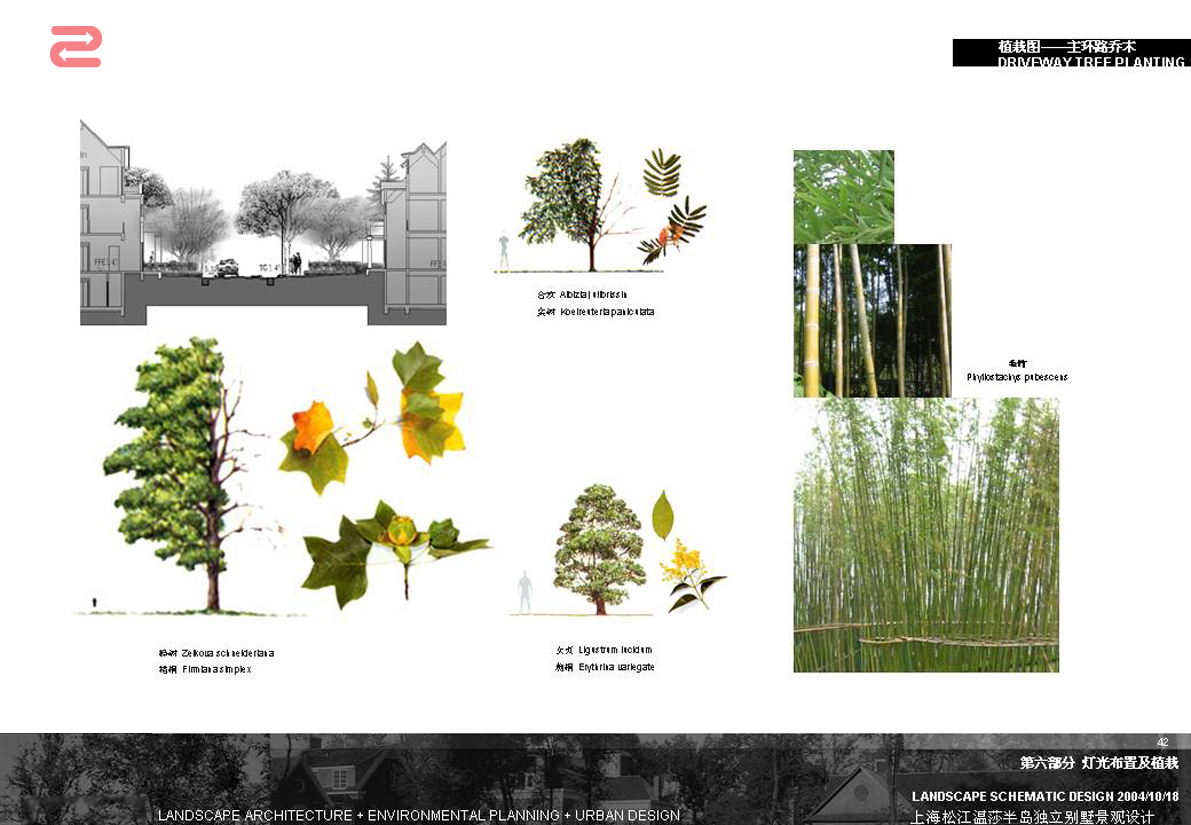 植栽图——主环路乔木
DRIVEWAY TREE PLANTING
合欢 Albizia julibrissin
栾树 Koelreuteria paniculata
毛竹
Phyllostachys pubescens
榉树 Zelkova schneideriana
梧桐 Firmiana simplex
女贞 Ligustrum lucidum
刺桐 Erythrina variegate
42
第六部分 灯光布置及植栽
LANDSCAPE SCHEMATIC DESIGN 2004/10/18
LANDSCAPE ARCHITECTURE + ENVIRONMENTAL PLANNING + URBAN DESIGN
上海松江温莎半岛独立别墅景观设计